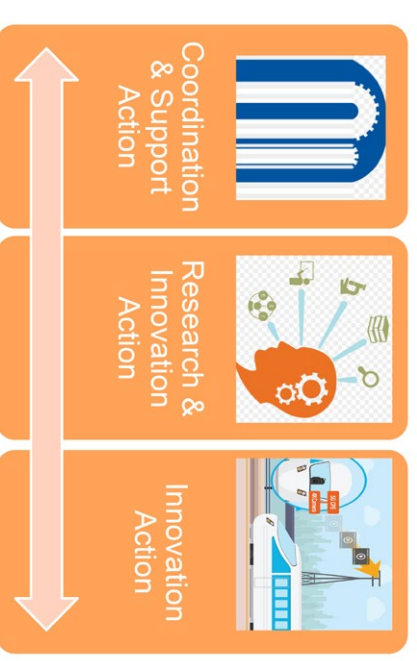 Coordination
& Support
Action
Research &
Innovation
Action
Innovation
Action